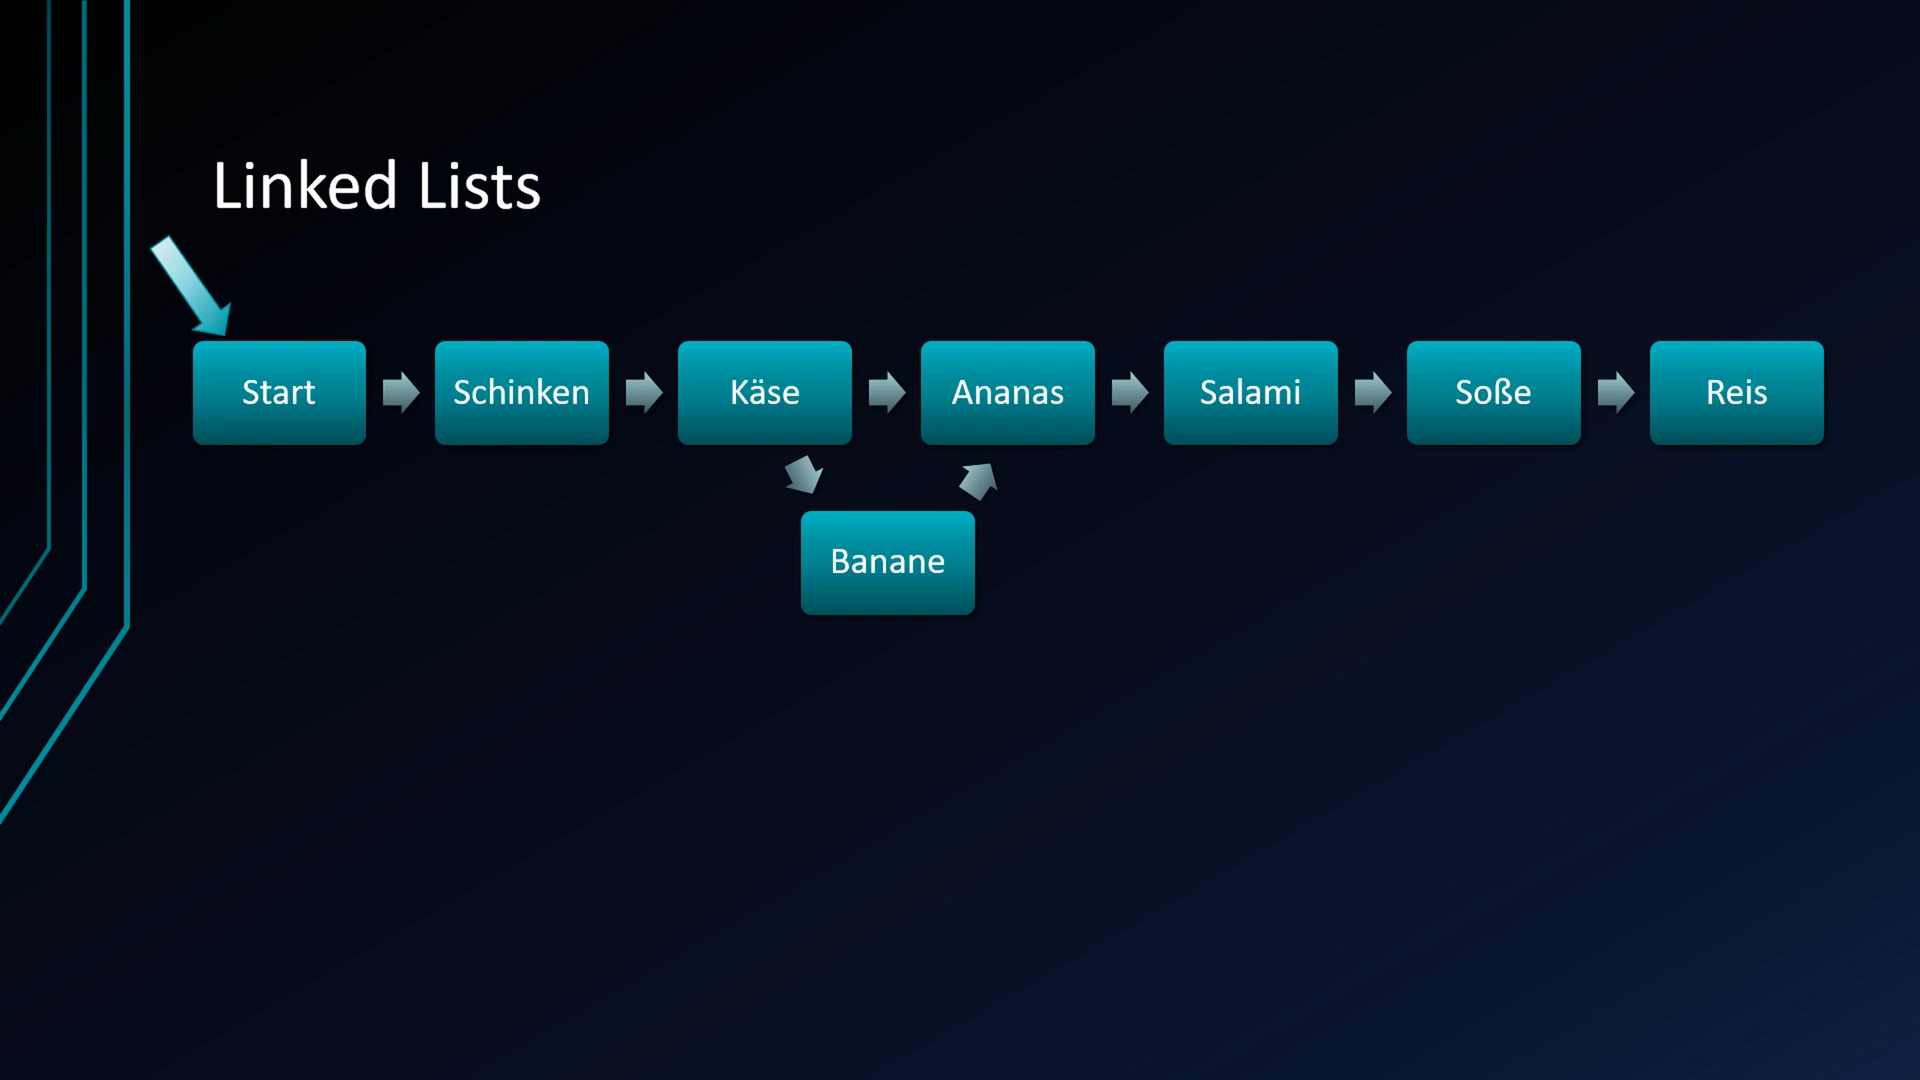 Linked Lists
Start
Schinken
Käse
Ananas
Salami
Soße
Reis
Banane